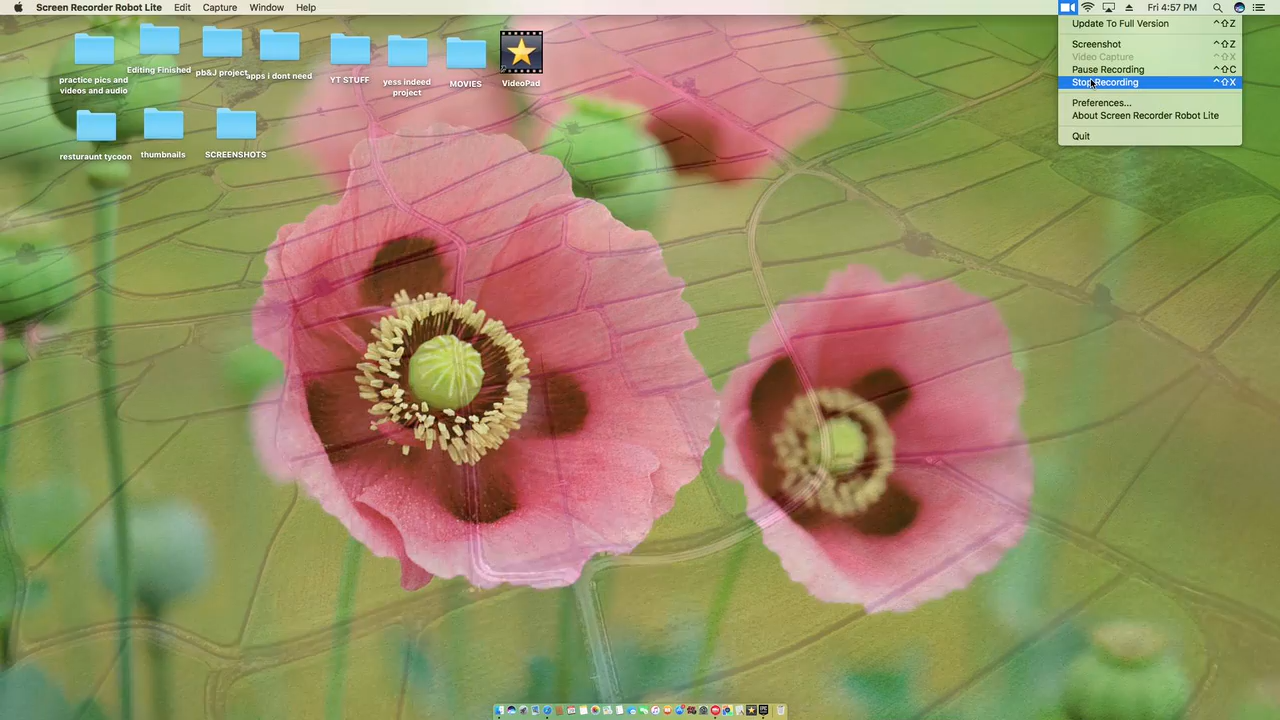 Screen Recorder Robot Lite Edit Capture Window Help Fri 4:57 PM
Update To Full Version ^⇧Z
Screenshot ^⇧Z
Video Capture ^⇧X
Pause Recording ^⇧C
Stop Recording ^⇧X
Preferences...
About Screen Recorder Robot Lite
Quit
practice pics and
videos and audio
Editing Finished
pb&J project
apps i dont need
YT STUFF
yess indeed
project
MOVIES
VideoPad
resturaunt tycoon
thumbnails
SCREENSHOTS